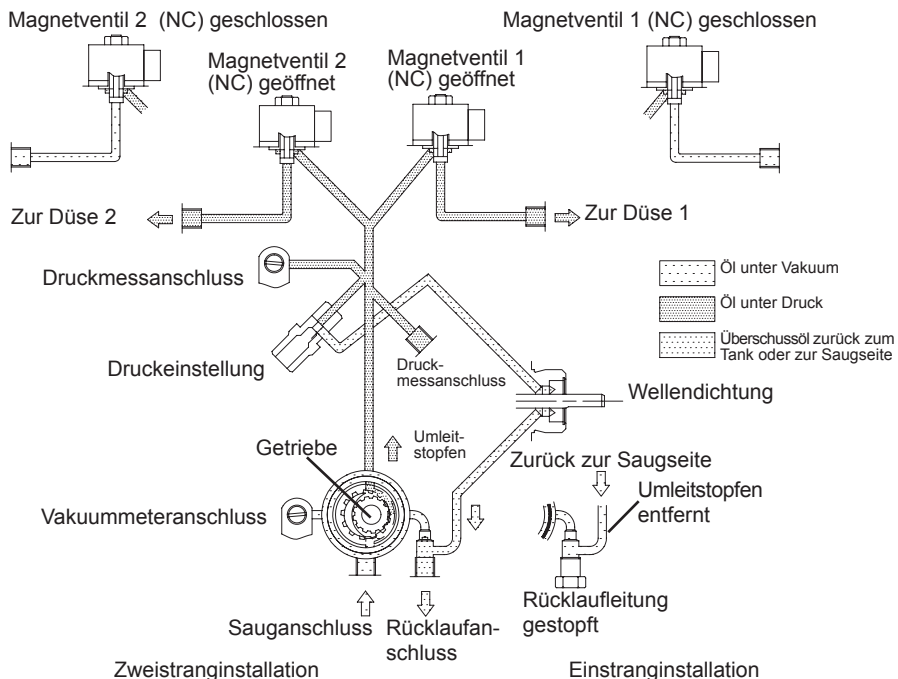 Magnetventil 2 (NC) geschlossen
Magnetventil 1 (NC) geschlossen
Magnetventil 2
(NC) geöffnet
Magnetventil 1
(NC) geöffnet
Zur Düse 2
Zur Düse 1
Druckmessanschluss
Öl unter Vakuum
Öl unter Druck
Überschussöl zurück zum
Tank oder zur Saugseite
Druckeinstellung
Druck-
messanschluss
Wellendichtung
Getriebe
Umleit-
stopfen
Zurück zur Saugseite
Umleitstopfen
entfernt
Vakuummeteranschluss
Rücklaufleitung
gestopft
Sauganschluss
Rücklaufan-
schluss
Zweistranginstallation
Einstranginstallation